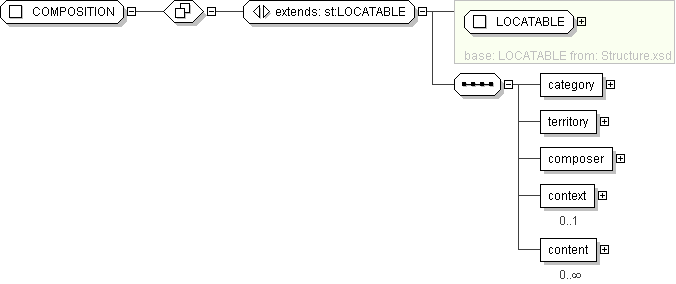 COMPOSITION
extends: st:LOCATABLE
LOCATABLE
base: LOCATABLE from: Structure.xsd
category
territory
composer
context
0..1
content
0..∞